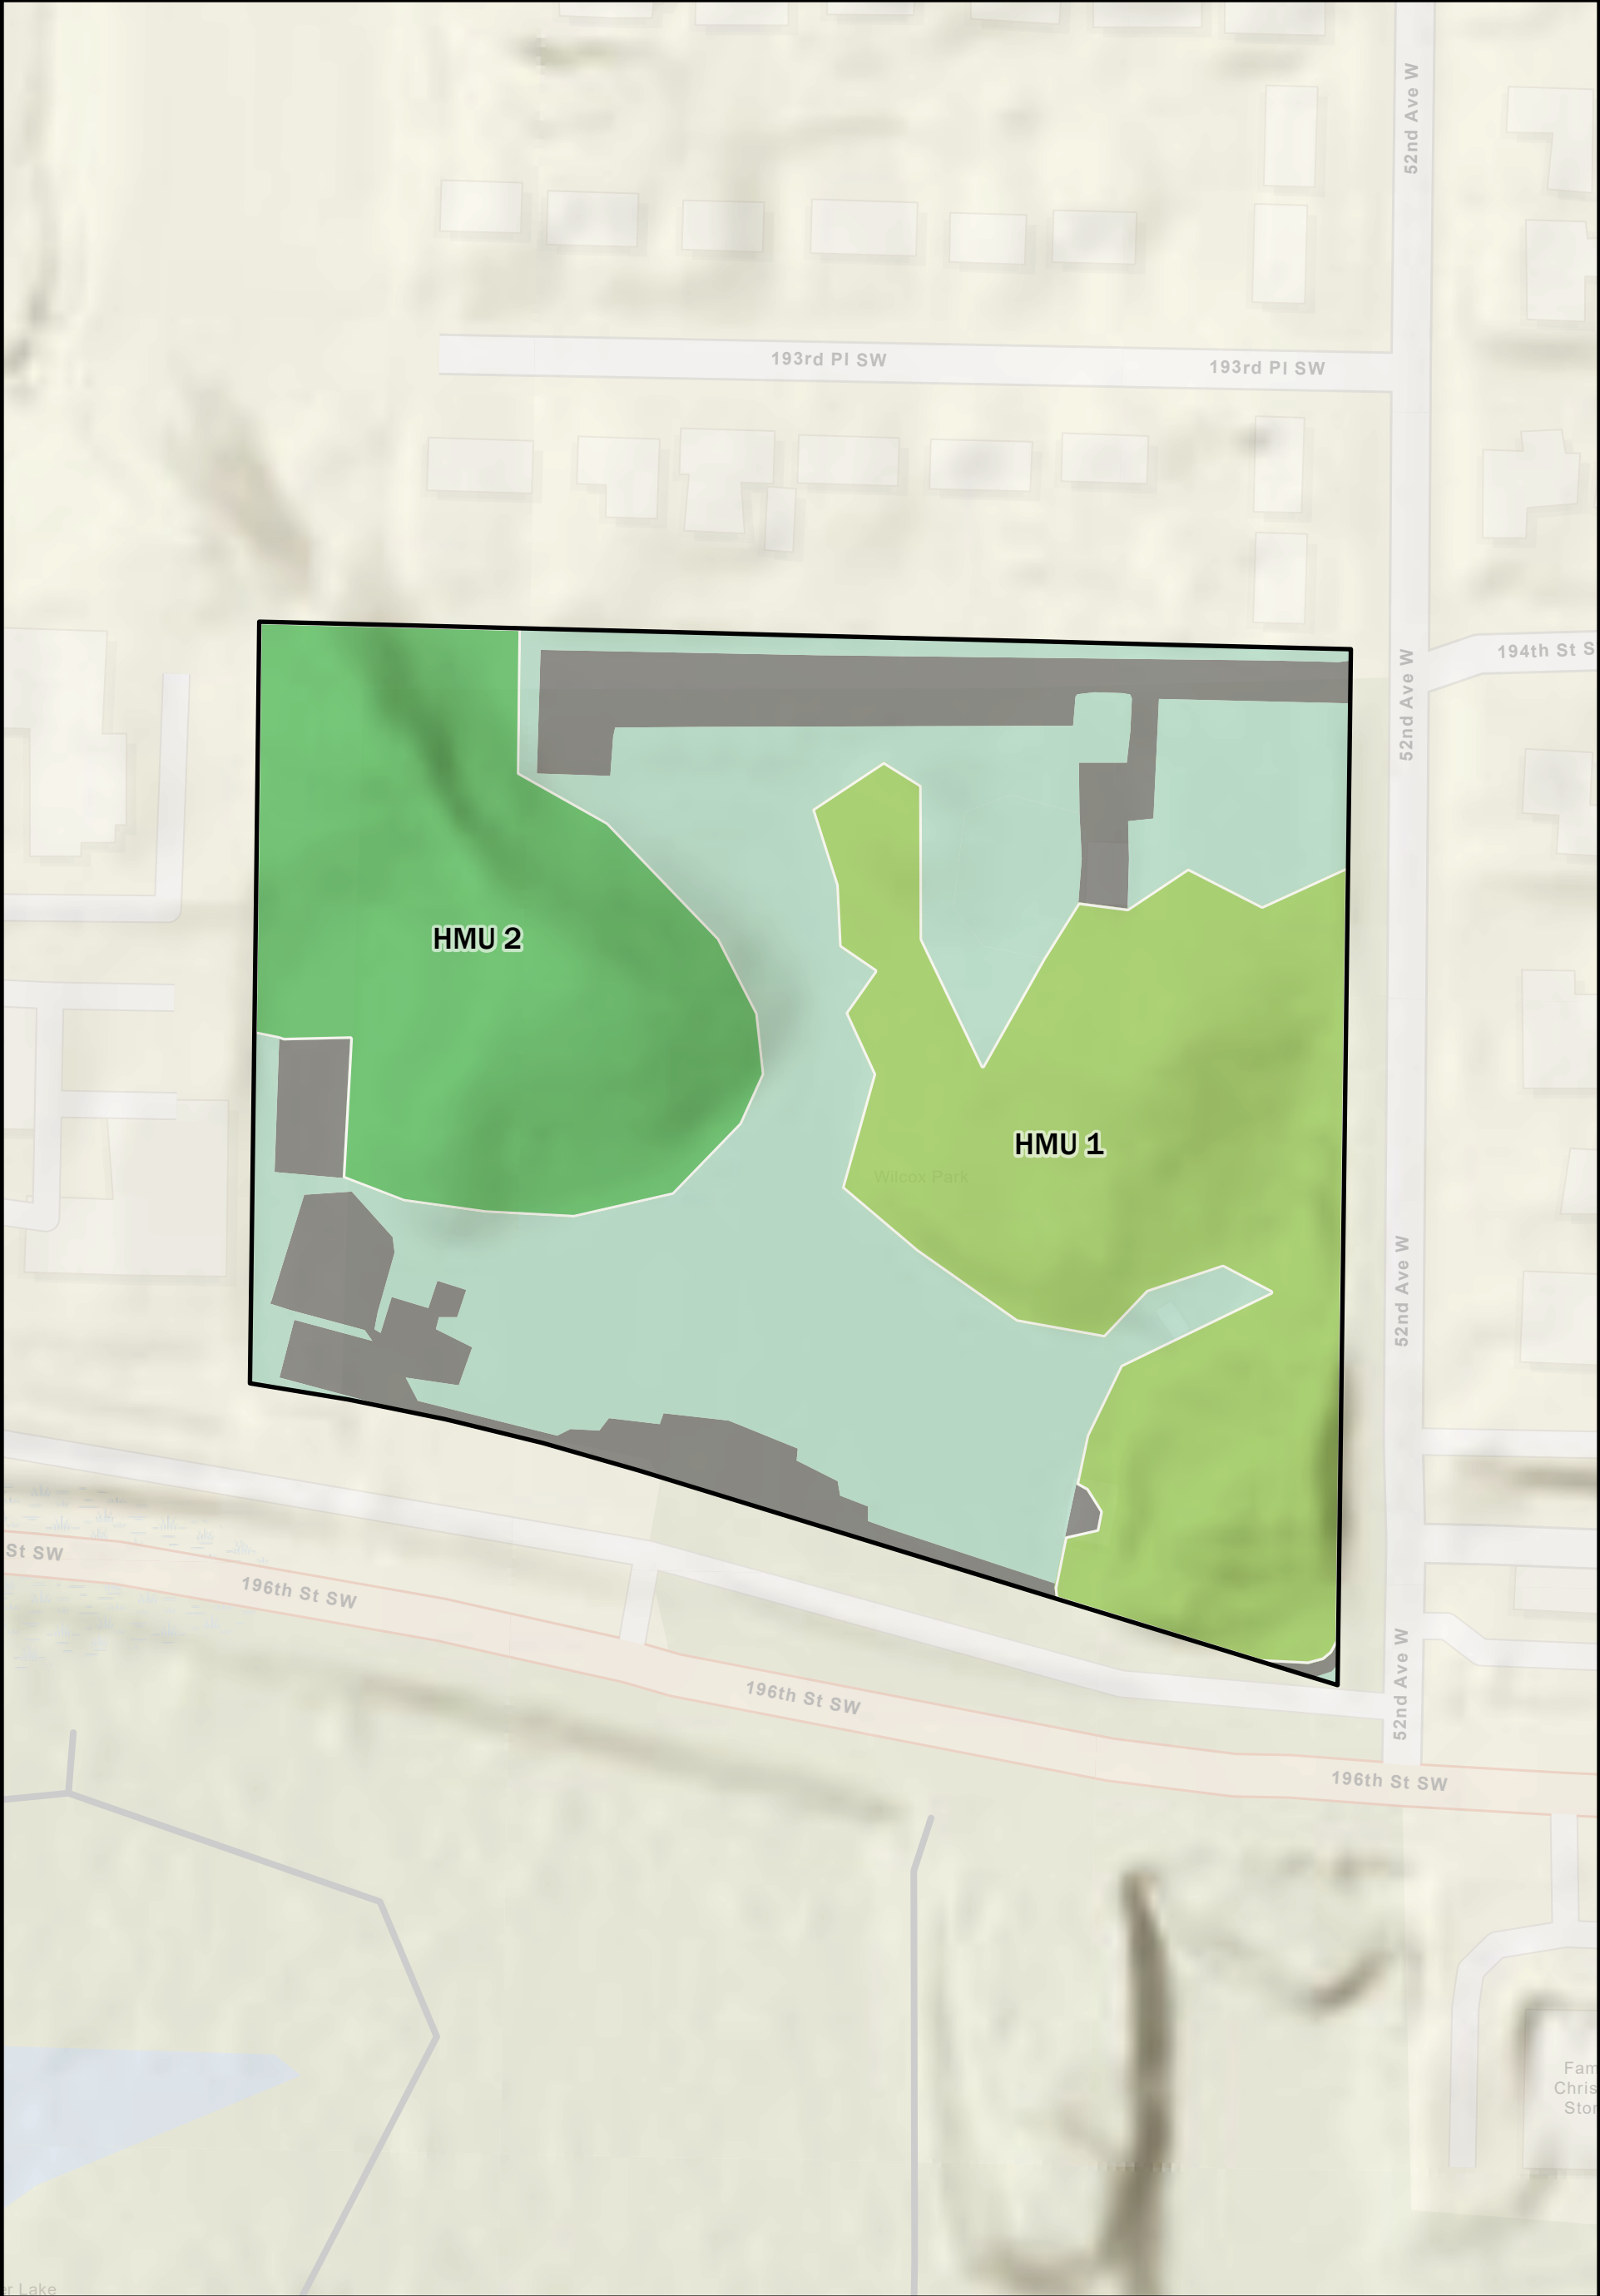 52nd Ave W
193rd Pl SW
193rd Pl SW
52nd Ave W
194th St S
HMU 2
HMU 1
Wilcox Park
52nd Ave W
St SW
196th St SW
196th St SW
52nd Ave W
196th St SW
Fam
Chris
Stor
er Lake